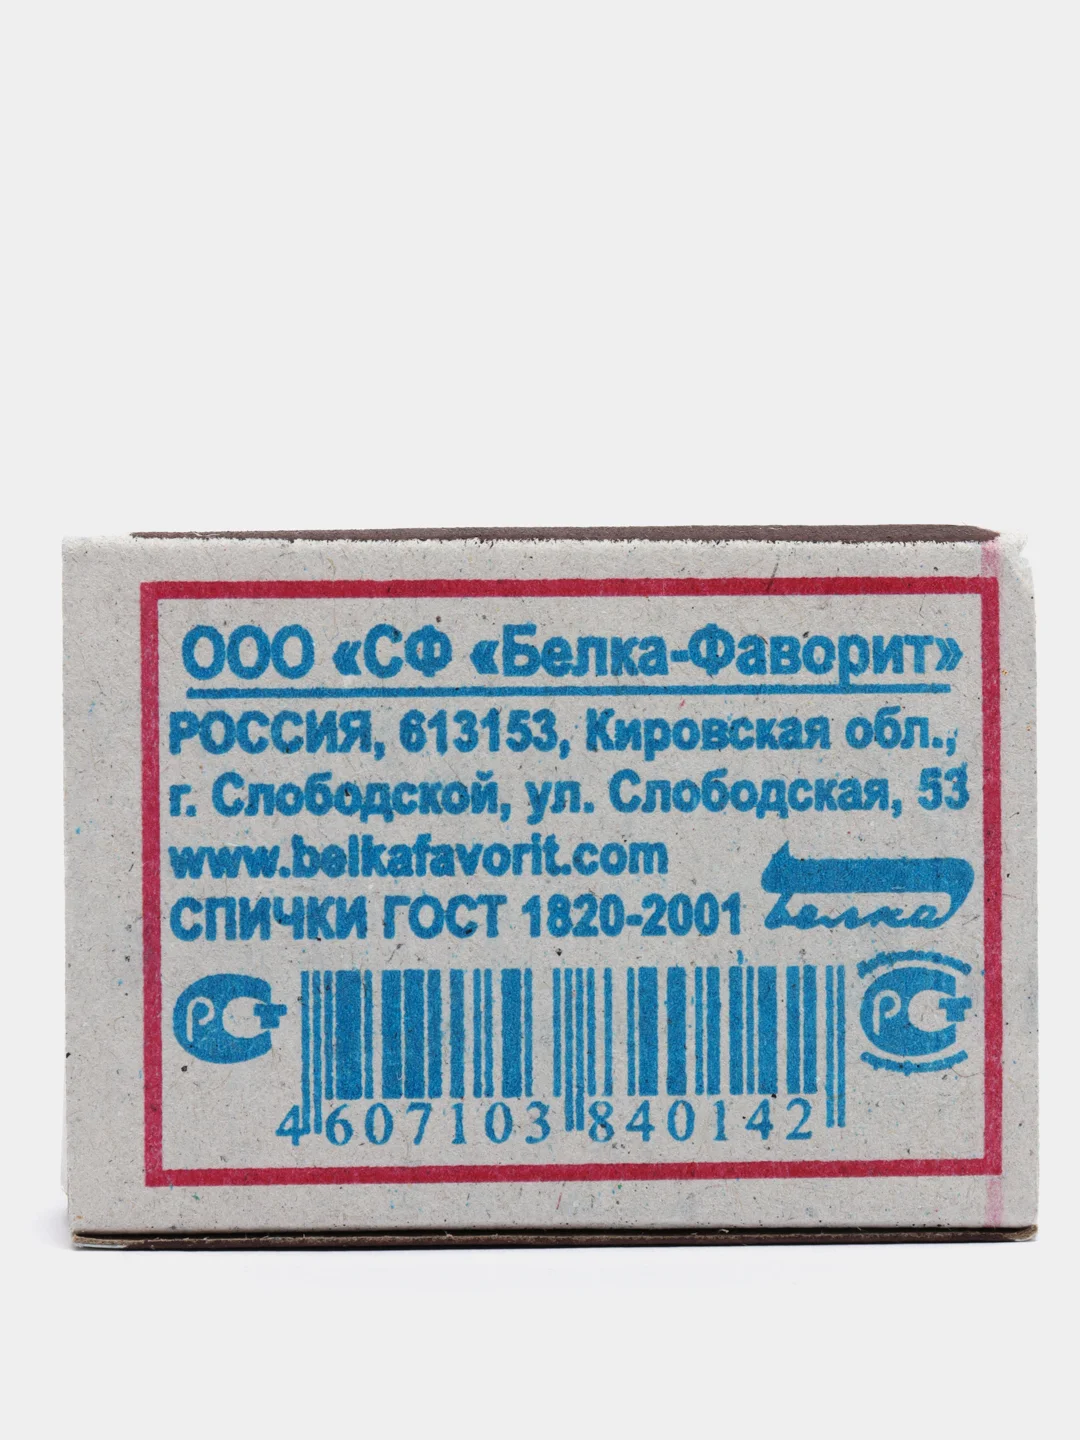 ООО «СФ «Белка-Фаворит»
РОССИЯ, 613153, Кировская обл.,
г. Слободской, ул. Слободская, 53
www.belkafavorit.com
СПИЧКИ ГОСТ 1820-2001
Белка
4 607103 840142